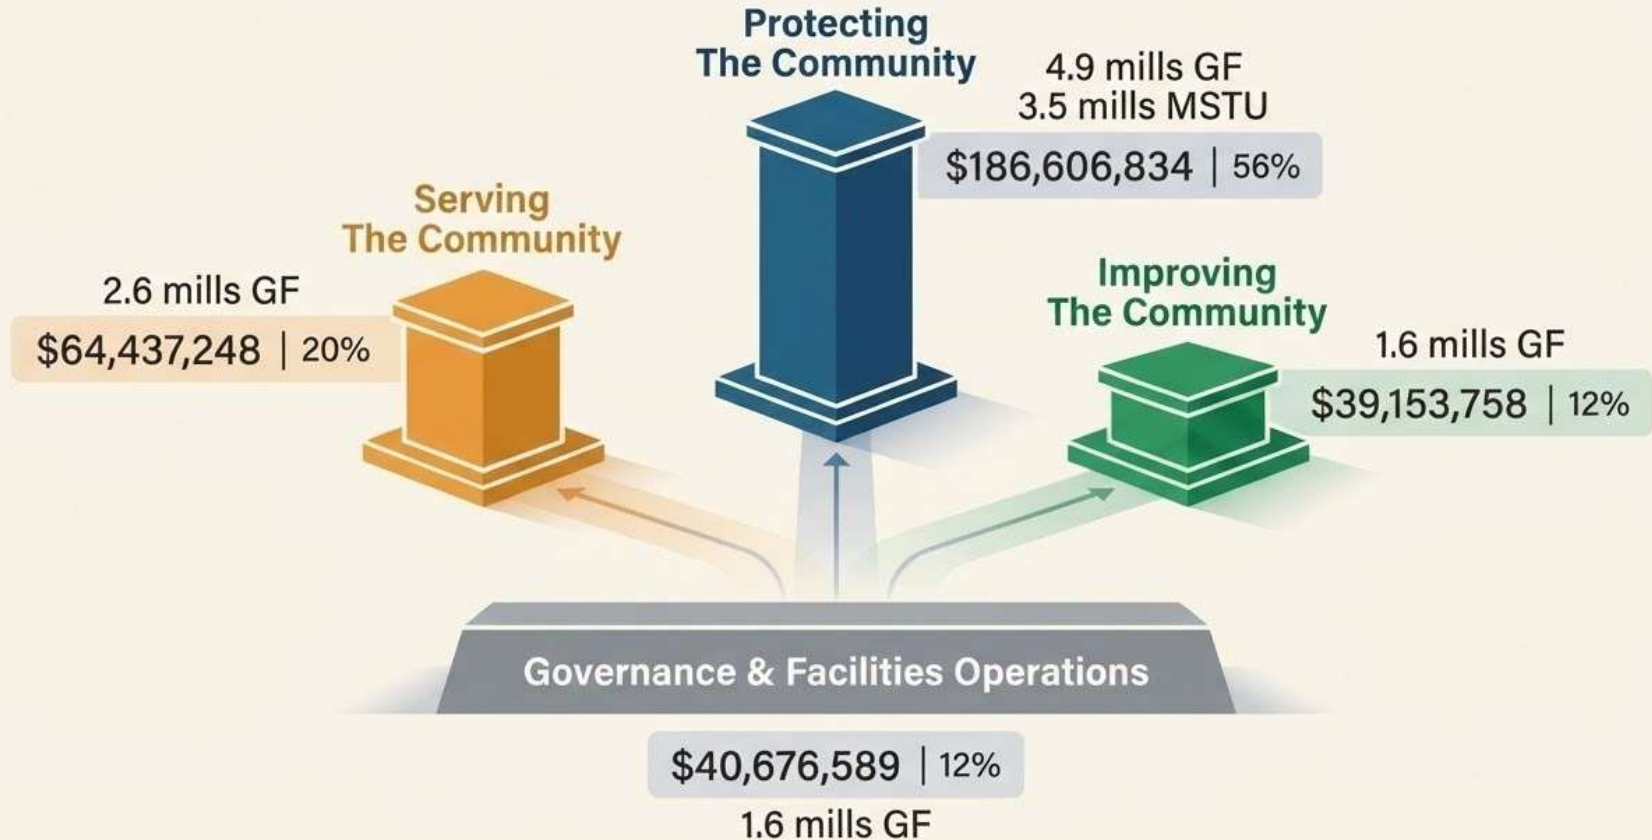 Protecting
The Community
4.9 mills GF
3.5 mills MSTU
$186,606,834 | 56%
Serving
The Community
2.6 mills GF
$64,437,248 | 20%
Improving
The Community
1.6 mills GF
$39,153,758 | 12%
Governance & Facilities Operations
$40,676,589 | 12%
1.6 mills GF